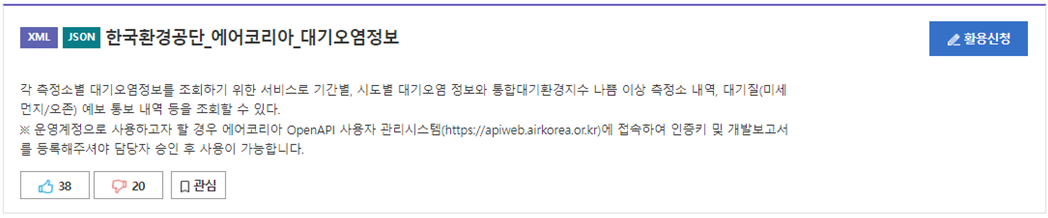 XML JSON 한국환경공단_에어코리아_대기오염정보
활용신청
각 측정소별 대기오염정보를 조회하기 위한 서비스로 기간별, 시도별 대기오염 정보와 통합대기환경지수 나쁨 이상 측정소 내역, 대기질(미세
먼지/오존) 예보 통보 내역 등을 조회할 수 있다.
※ 운영계정으로 사용하고자 할 경우 에어코리아 OpenAPI 사용자 관리시스템(https://apiweb.airkorea.or.kr)에 접속하여 인증키 및 개발보고서
를 등록해주셔야 담당자 승인 후 사용이 가능합니다.
38 20 관심